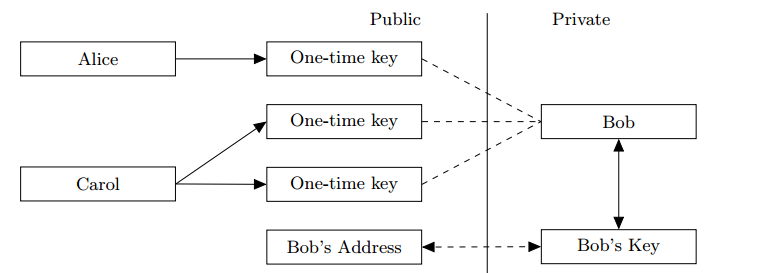 Public Private
Alice One-time key
One-time key Bob
Carol One-time key
Bob's Address Bob's Key